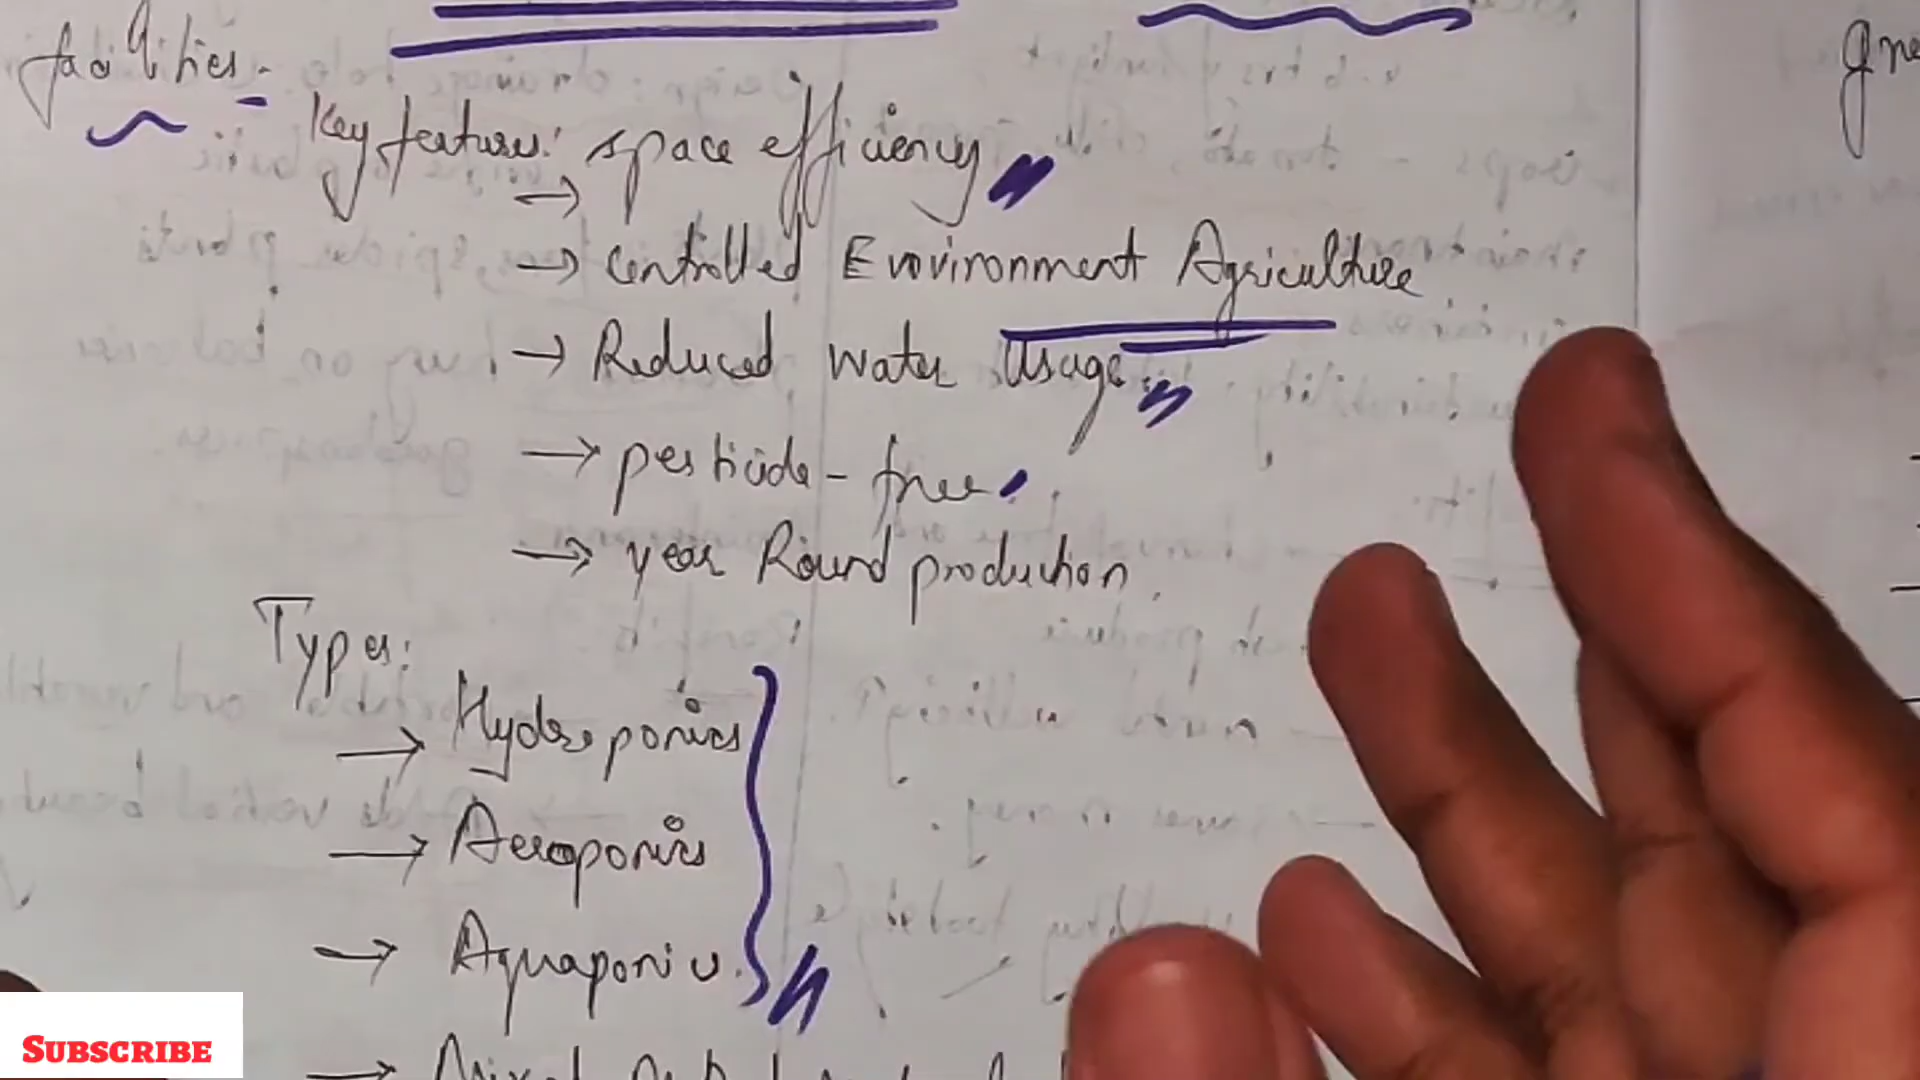 facilities.
Key features: space efficiency
→ Controlled Evovironment Agriculture
→ Reduced Water Usage.
→ pesticide-free.
→ year Round production.
Types:
→ Hydroponics
→ Aeroponics
→ Aquaponics.
SUBSCRIBE